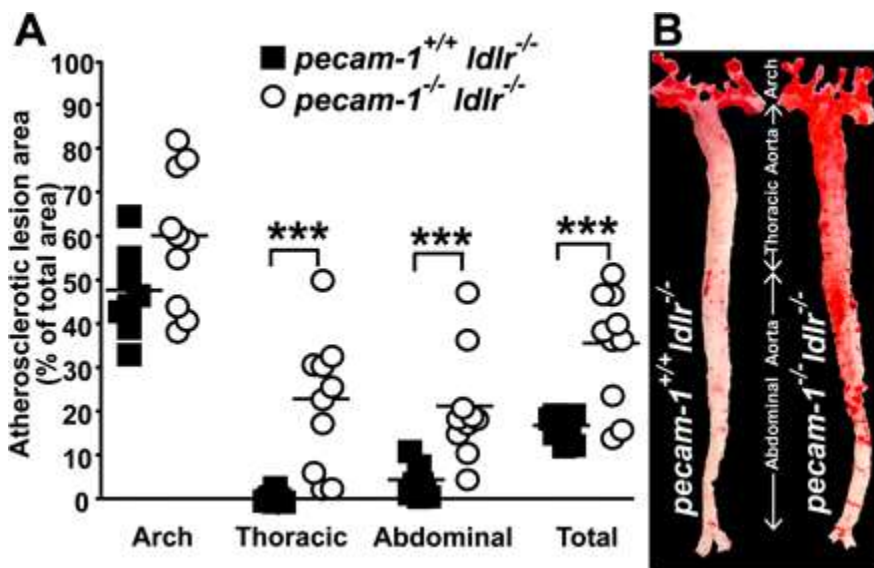 A
pecam-1+/+ ldlr-/-
pecam-1-/- ldlr-/-
Atherosclerotic lesion area
(% of total area)
100
90
80
70
60
50
40
30
20
10
0
***
***
***
Arch Thoracic Abdominal Total
B
pecam-1+/+ ldlr-/-
Abdominal Aorta
Thoracic Aorta
Arch
pecam-1-/- ldlr-/-